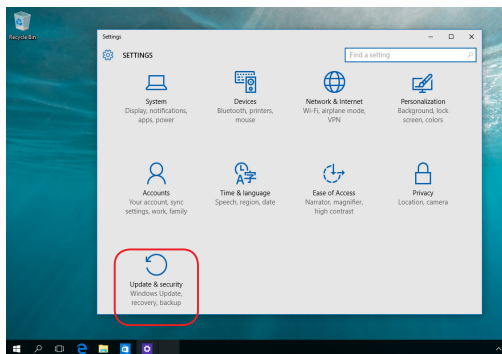 Recycle Bin
Settings
SETTINGS
Find a setting
System
Display, notifications,
apps, power
Devices
Bluetooth, printers,
mouse
Network & Internet
Wi-Fi, airplane mode,
VPN
Personalization
Background, lock
screen, colors
Accounts
Your account, sync
settings, work, family
Time & language
Speech, region, date
Ease of Access
Narrator, magnifier,
high contrast
Privacy
Location, camera
Update & security
Windows Update,
recovery, backup